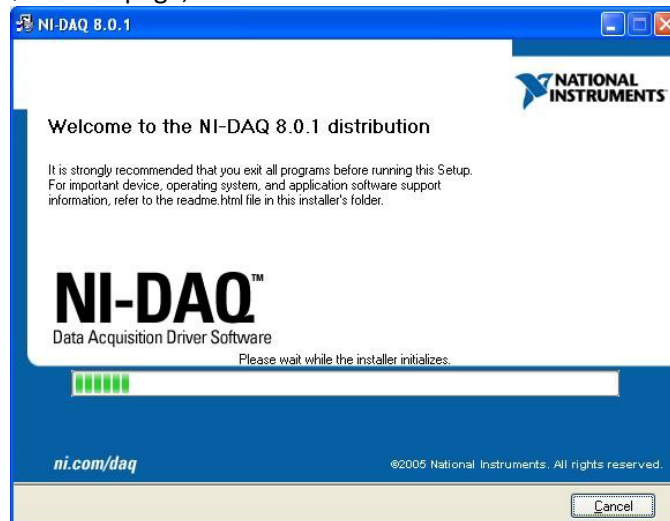 NI-DAQ 8.0.1
NATIONAL
INSTRUMENTS
Welcome to the NI-DAQ 8.0.1 distribution
It is strongly recommended that you exit all programs before running this Setup.
For important device, operating system, and application software support
information, refer to the readme.html file in this installer's folder.
NI-DAQ™
Data Acquisition Driver Software
Please wait while the installer initializes.
ni.com/daq
©2005 National Instruments. All rights reserved.
Cancel